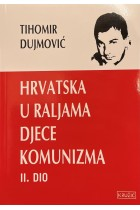 TIHOMIR
DUJMOVIĆ
HRVATSKA
U RALJAMA
DJECE
KOMUNIZMA
II. DIO